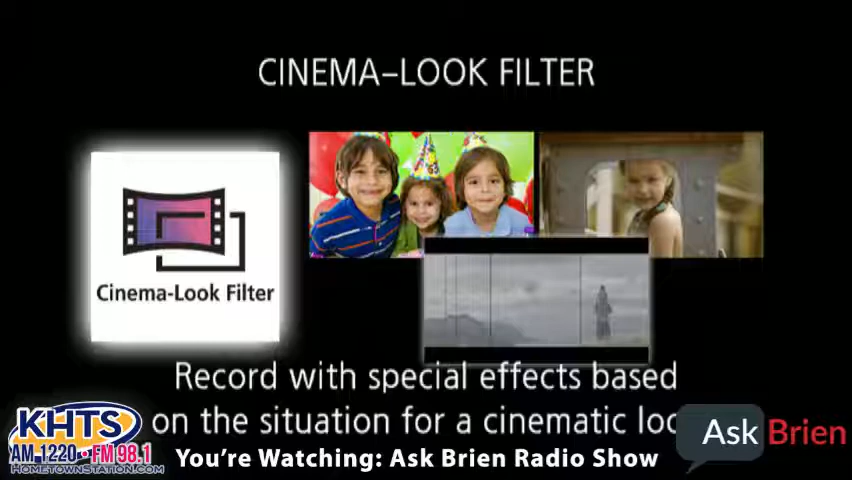 CINEMA–LOOK FILTER
Cinema-Look Filter
Record with special effects based
on the situation for a cinematic
KHTS
AM 1220 • FM 98.1
HOMETOWNSTATION.COM
You're Watching: Ask Brien Radio Show
Ask Brien